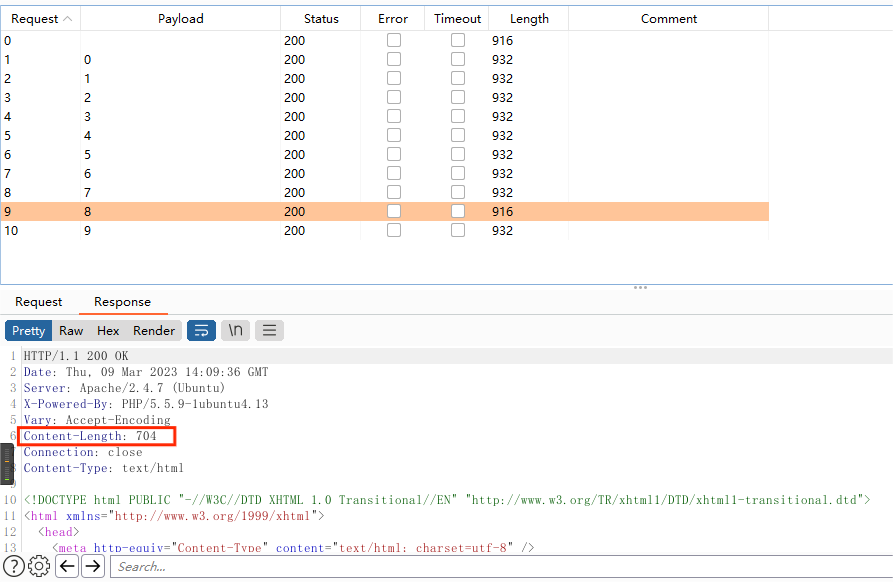 Request Payload Status Error Timeout Length Comment
0 200 916
1 0 200 932
2 1 200 932
3 2 200 932
4 3 200 932
5 4 200 932
6 5 200 932
7 6 200 932
8 7 200 932
9 8 200 916
10 9 200 932
Request Response
Pretty Raw Hex Render \n
1 HTTP/1.1 200 OK
2 Date: Thu, 09 Mar 2023 14:09:36 GMT
3 Server: Apache/2.4.7 (Ubuntu)
4 X-Powered-By: PHP/5.5.9-1ubuntu4.13
5 Vary: Accept-Encoding
6 Content-Length: 704
Connection: close
Content-Type: text/html
9
10 <!DOCTYPE html PUBLIC "-//W3C//DTD XHTML 1.0 Transitional//EN" "http://www.w3.org/TR/xhtml1/DTD/xhtml1-transitional.dtd">
11 <html xmlns="http://www.w3.org/1999/xhtml">
12 <head>
13 <meta http-equiv="Content-Type" content="text/html; charset=utf-8" />
? Search...